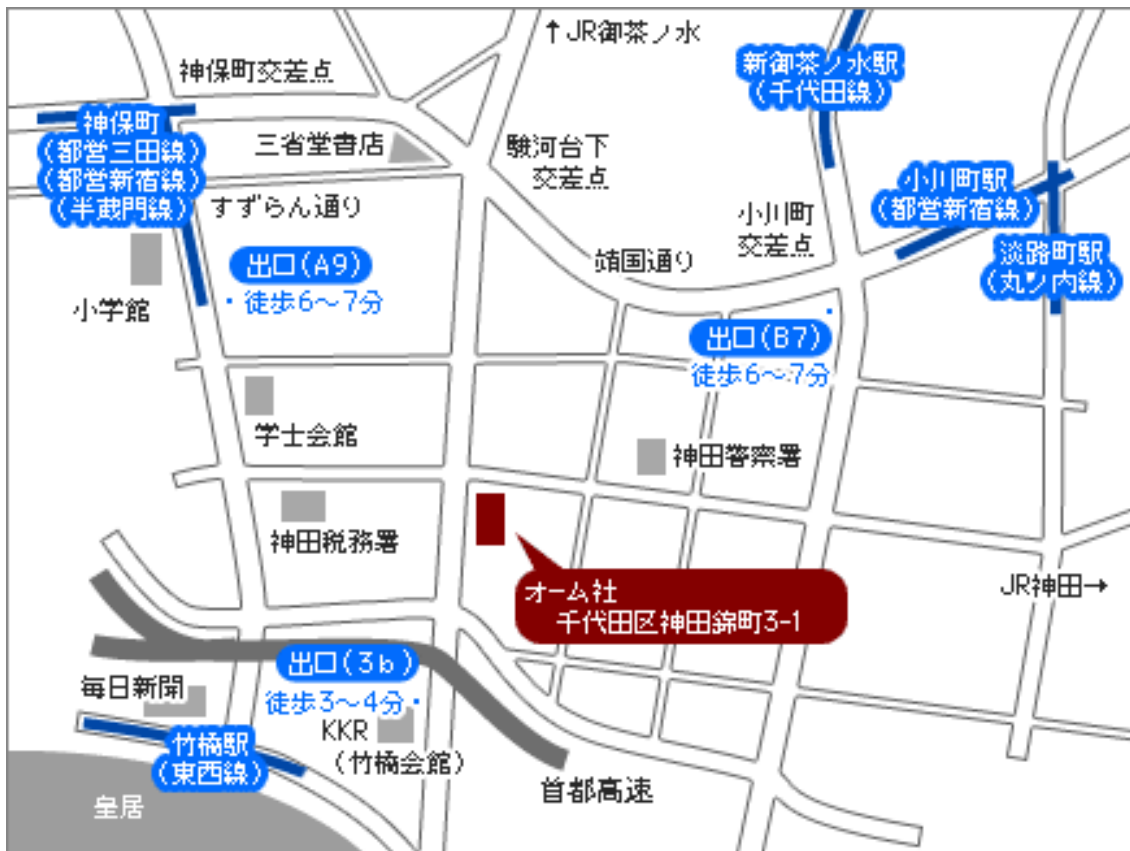 ↑JR御茶ノ水
新御茶ノ水駅
(千代田線)
神保町交差点
神保町
(都営三田線)
(都営新宿線)
(半蔵門線)
三省堂書店
駿河台下
交差点
小川町駅
(都営新宿線)
すずらん通り
小川町
交差点
淡路町駅
(丸ノ内線)
靖国通り
出口(A9)
・徒歩6～7分
小学館
出口(B7)
徒歩6～7分
学士会館
神田警察署
神田税務署
オーム社
千代田区神田錦町3-1
JR神田→
出口(3b)
徒歩3～4分・
毎日新聞
KKR
(竹橋会館)
竹橋駅
(東西線)
首都高速
皇居